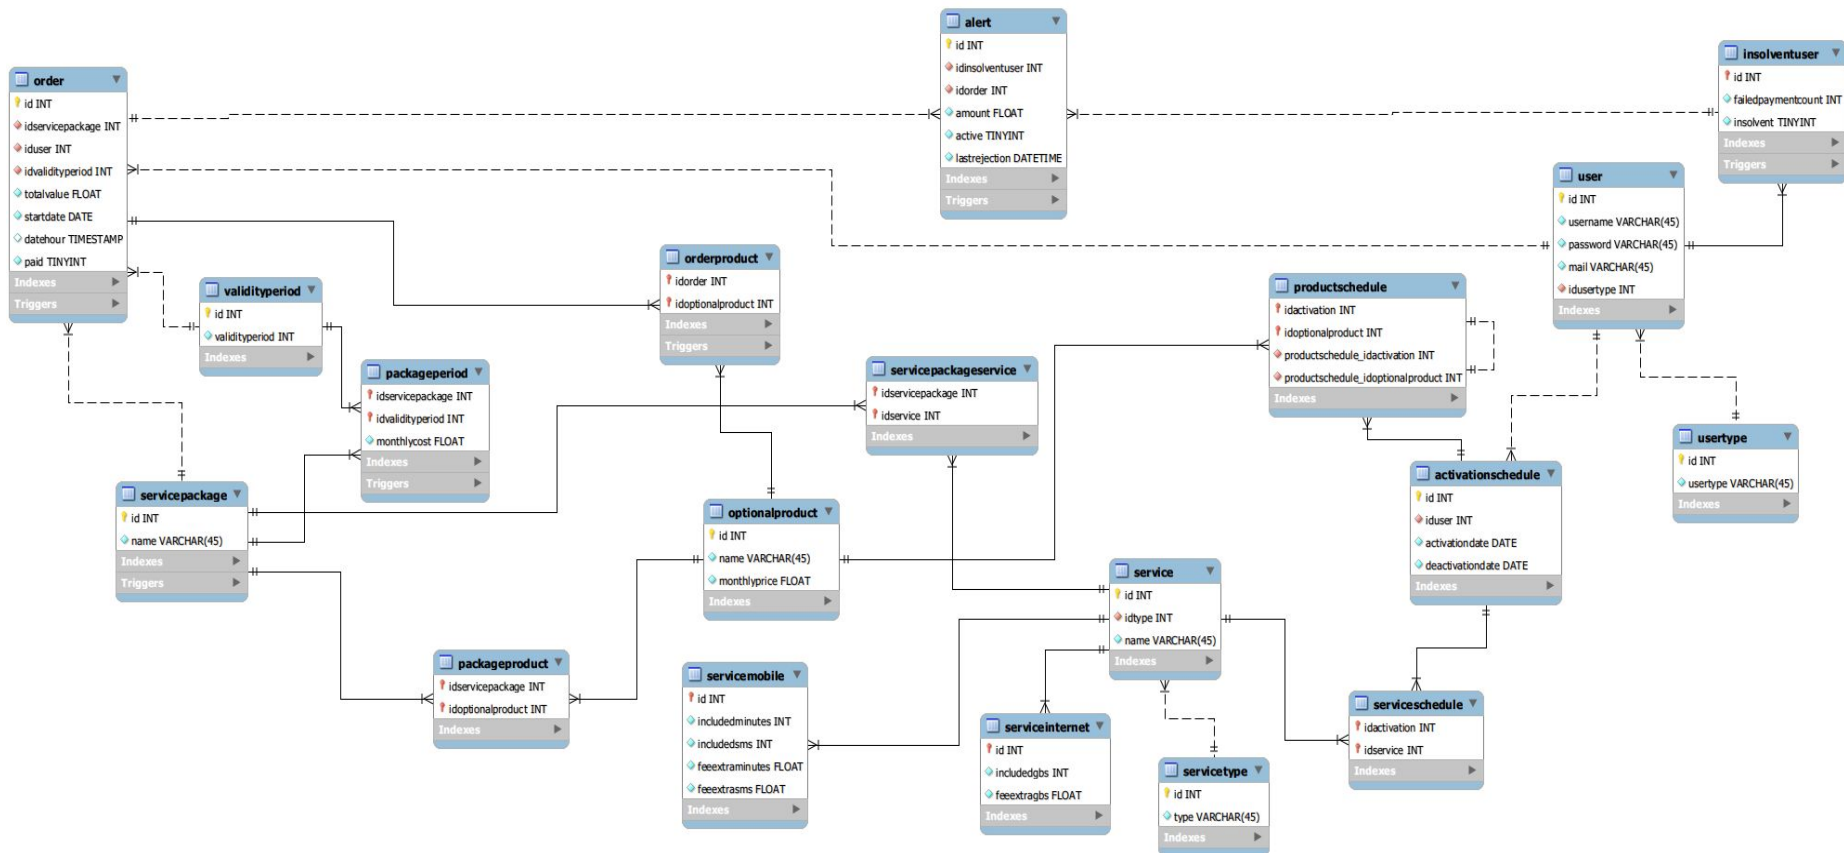 alert
id INT
idinsolventuser INT
idorder INT
amount FLOAT
active TINYINT
lastrejection DATETIME
Indexes
Triggers
insolventuser
id INT
failedpaymentcount INT
insolvent TINYINT
Indexes
Triggers
order
id INT
idservicepackage INT
iduser INT
idvalidityperiod INT
totalvalue FLOAT
startdate DATE
datehour TIMESTAMP
paid TINYINT
Indexes
Triggers
user
id INT
username VARCHAR(45)
password VARCHAR(45)
mail VARCHAR(45)
idusertype INT
Indexes
orderproduct
idorder INT
idoptionalproduct INT
Indexes
Triggers
validityperiod
id INT
validityperiod INT
Indexes
productschedule
idactivation INT
idoptionalproduct INT
productschedule_idactivation INT
productschedule_idoptionalproduct INT
Indexes
packageperiod
idservicepackage INT
idvalidityperiod INT
monthlycost FLOAT
Indexes
Triggers
servicepackageservice
idservicepackage INT
idservice INT
Indexes
usertype
id INT
usertype VARCHAR(45)
Indexes
activationschedule
id INT
iduser INT
activationdate DATE
deactivationdate DATE
Indexes
servicepackage
id INT
name VARCHAR(45)
Indexes
Triggers
optionalproduct
id INT
name VARCHAR(45)
monthlyprice FLOAT
Indexes
service
id INT
idtype INT
name VARCHAR(45)
Indexes
packageproduct
idservicepackage INT
idoptionalproduct INT
Indexes
servicemobile
id INT
includedminutes INT
includedsms INT
feeextraminutes FLOAT
feeextrasms FLOAT
Indexes
serviceinternet
id INT
includedgbs INT
feeextragbs FLOAT
Indexes
servicetype
id INT
type VARCHAR(45)
Indexes
serviceschedule
idactivation INT
idservice INT
Indexes